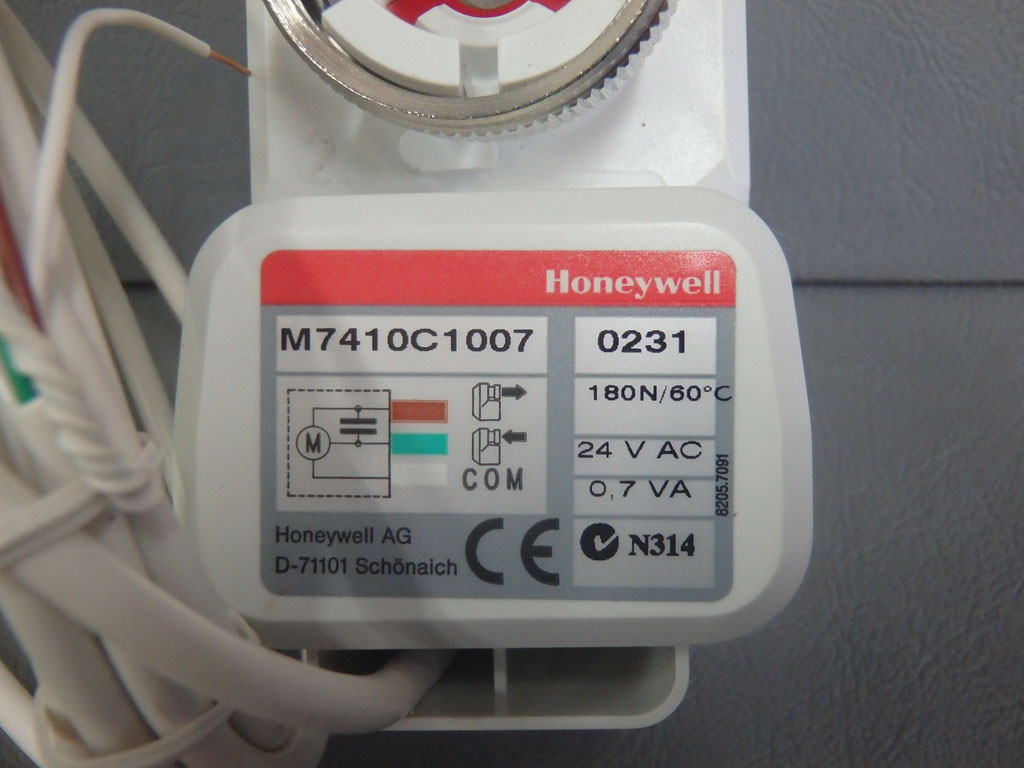 Honeywell
M7410C1007
0231
180N/60°C
M
24 V AC
COM
0,7 VA
8205.7091
Honeywell AG
D-71101 Schönaich
CE
N314